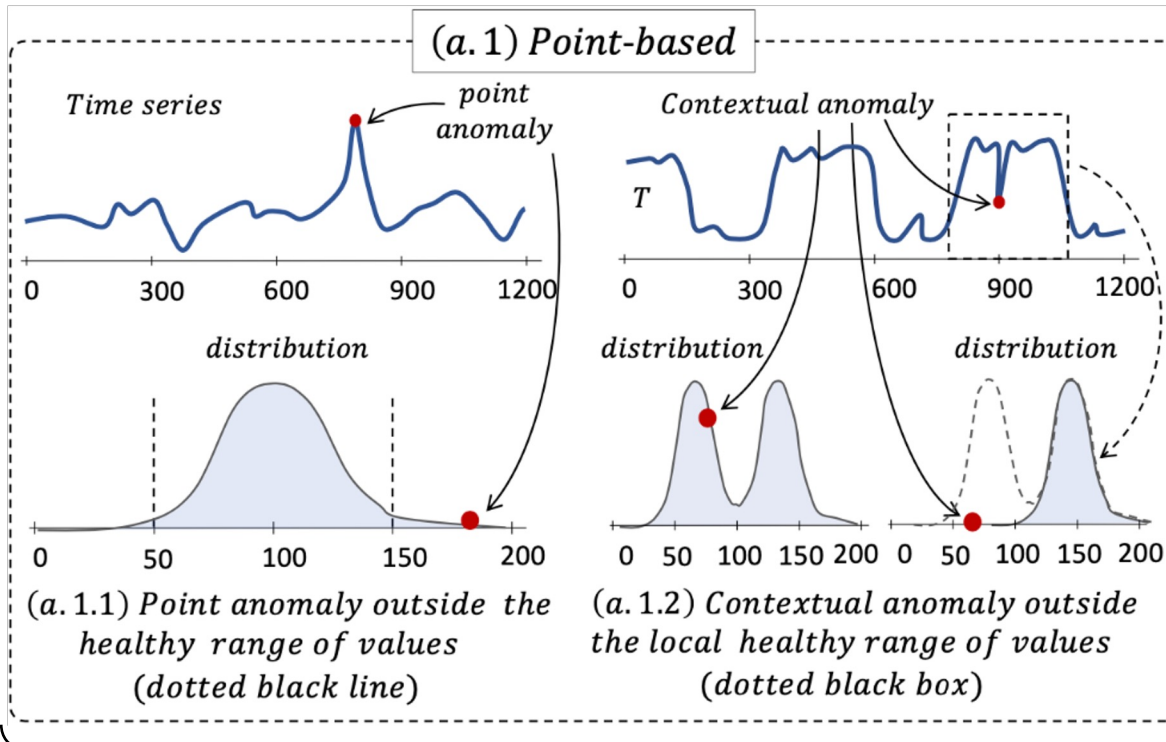 (a.1) Point-based
Time series
point
anomaly
0 300 600 900 1200
distribution
0 50 100 150 200
(a.1.1) Point anomaly outside the
healthy range of values
(dotted black line)
Contextual anomaly
T
0 300 600 900 1200
distribution
distribution
0 50 100 150 200
0 50 100 150 200
(a.1.2) Contextual anomaly outside
the local healthy range of values
(dotted black box)